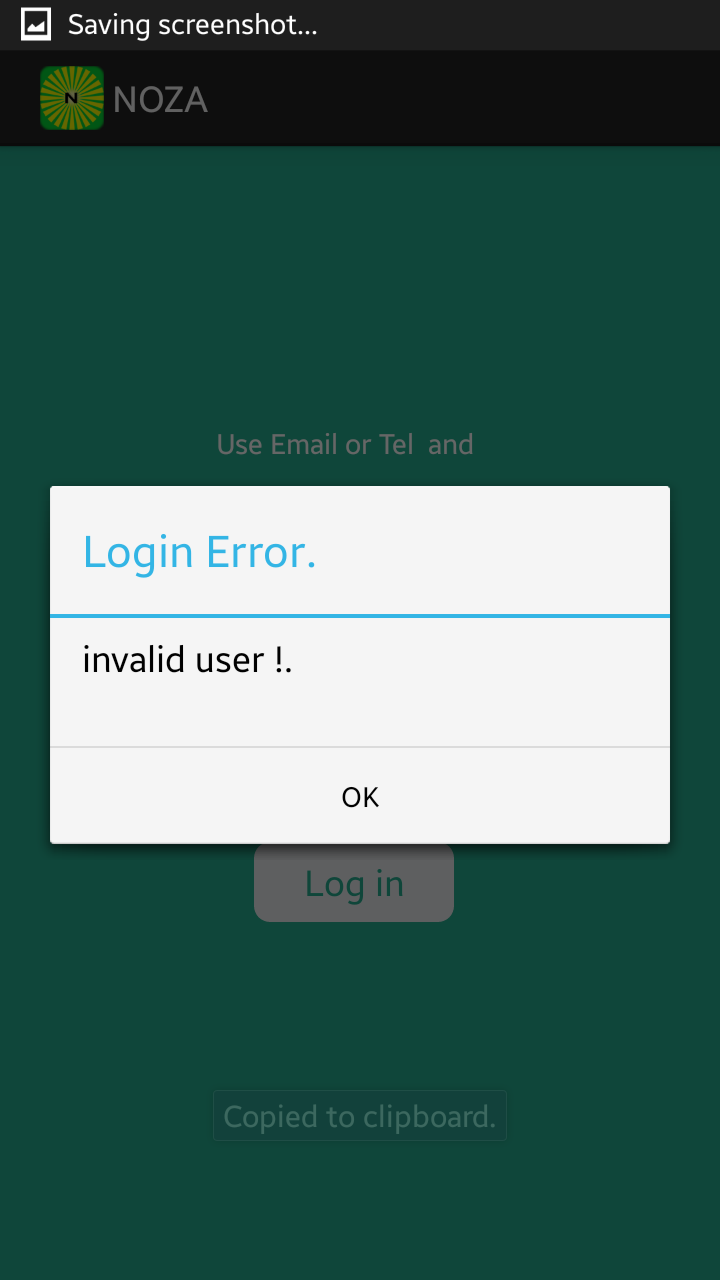 Saving screenshot...
N
NOZA
Use Email or Tel  and
Login Error.
invalid user !.
OK
Log in
Copied to clipboard.